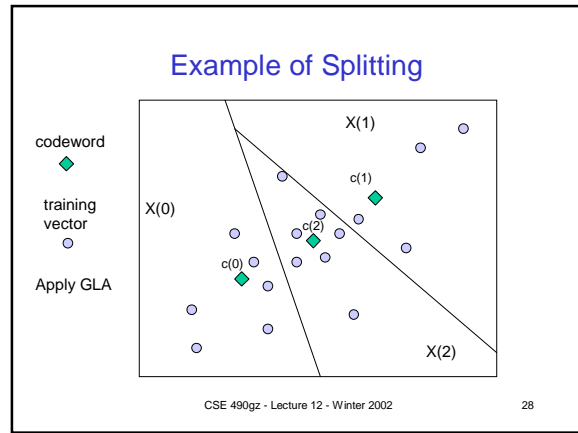 Example of Splitting
codeword
training
vector
Apply GLA
X(0)
X(1)
c(1)
c(2)
c(0)
X(2)
CSE 490gz - Lecture 12 - Winter 2002
28